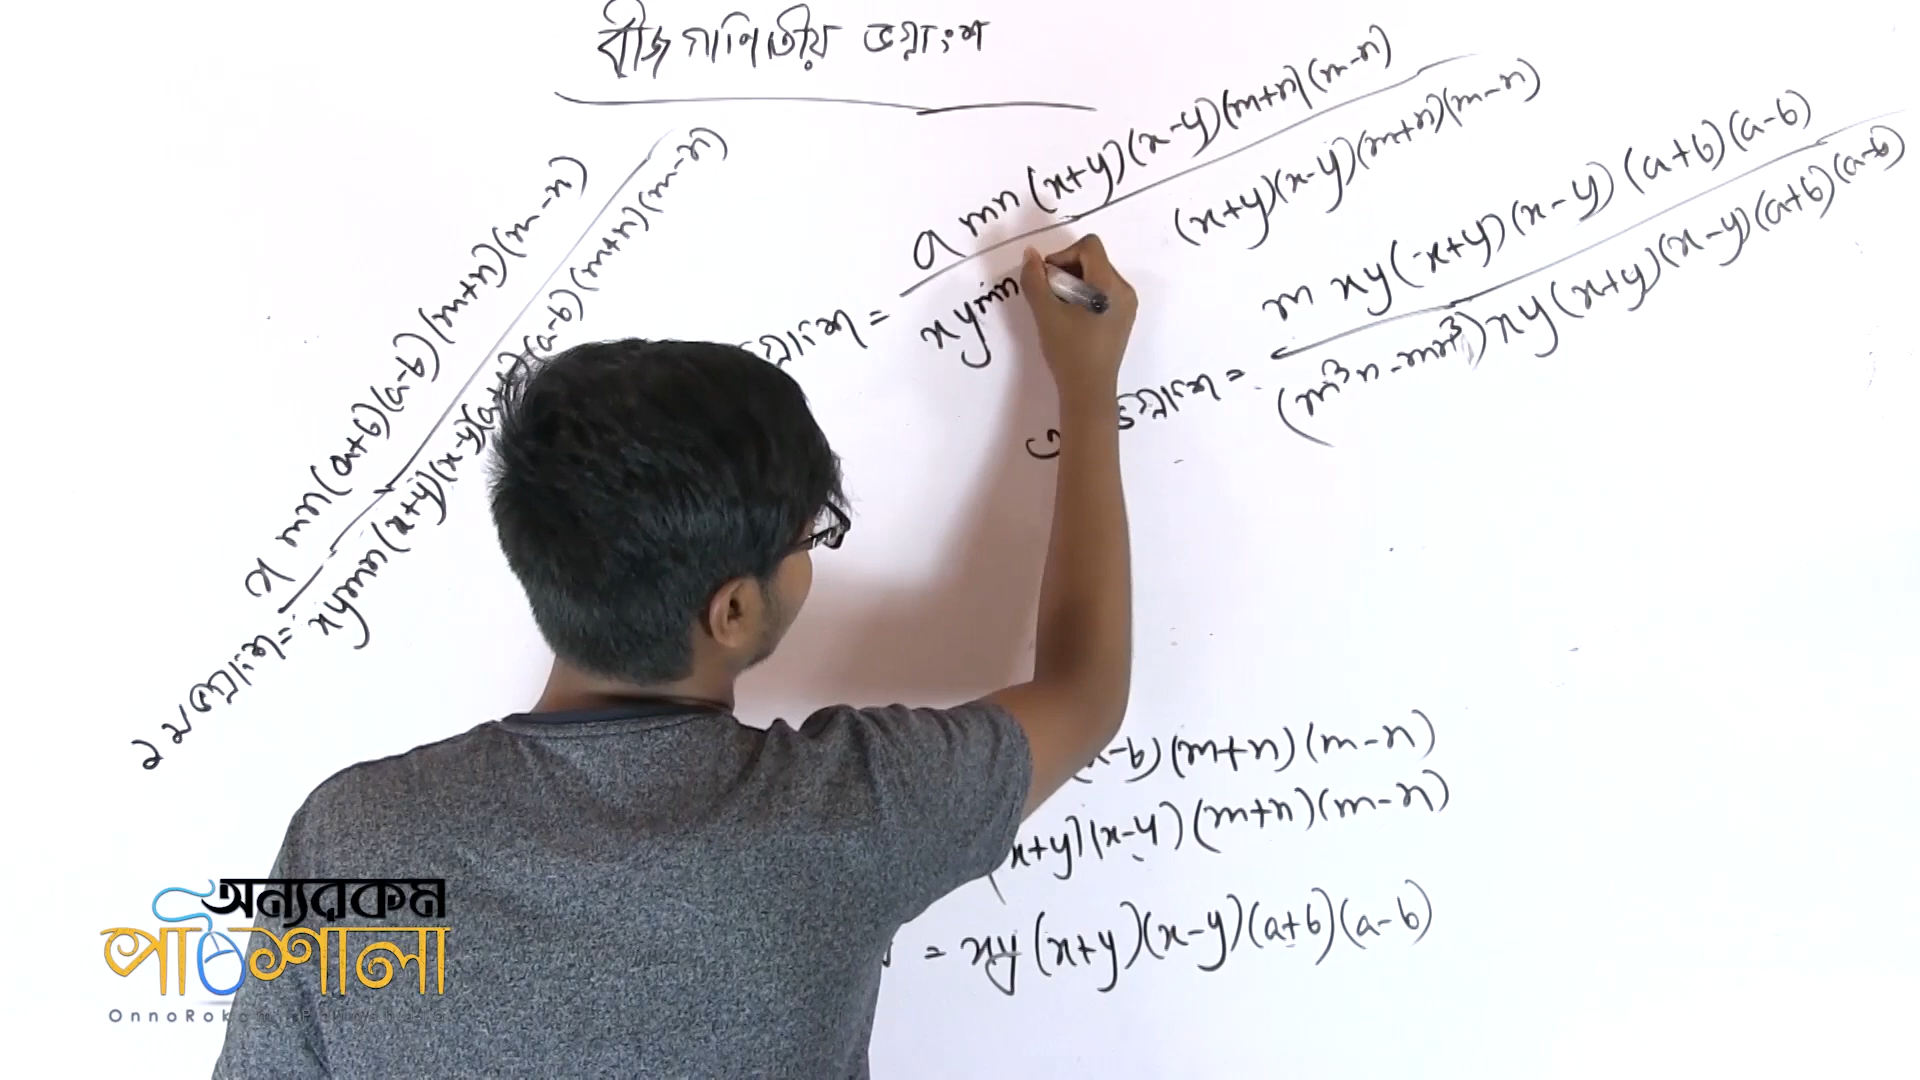 বীজগাণিতীয় ভগ্নাংশ
১ম ভগ্নাংশ = x mn(a+b)(a-b)(m+n)(m-n)
xymn(x+y)(x-y)(a+b)(a-b)(m+n)(m-n)
ভগ্নাংশ = a mn(x+y)(x-y)(m+n)(m-n)
xymn (x+y)(x-y)(m+n)(m-n)
ভগ্নাংশ = m xy(x+y)(x-y)(a+b)(a-b)
(m³n-mn³)xy(x+y)(x-y)(a+b)(a-b)
-b)(m+n)(m-n)
x+y)(x-y)(m+n)(m-n)
= xy(x+y)(x-y)(a+b)(a-b)
অন্যরকম
পাঠশালা